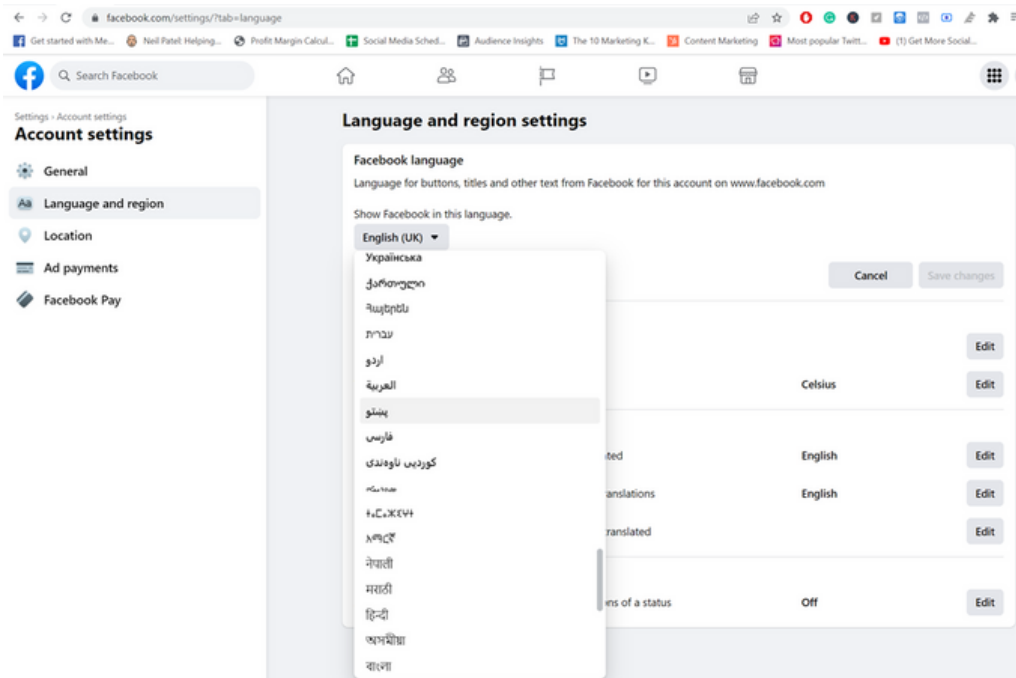 facebook.com/settings/?tab=language
Get started with Me... Neil Patel: Helping... Profit Margin Calcul... Social Media Sched... Audience Insights The 10 Marketing K... Content Marketing Most popular Twitt... (1) Get More Social...
Search Facebook
Settings › Account settings
Account settings
General
Language and region
Location
Ad payments
Facebook Pay
Language and region settings
Facebook language
Language for buttons, titles and other text from Facebook for this account on www.facebook.com
Show Facebook in this language.
English (UK)
Українська
ქართული
Հայերեն
עברית
اردو
العربية
پښتو
فارسی
کوردیی ناوەندی
ⵜⴰⵎⴰⵣⵉⵖⵜ
አማርኛ
नेपाली
मराठी
हिन्दी
অসমীয়া
বাংলা
Cancel Save changes
Edit
Celsius Edit
English Edit
anslations English Edit
translated Edit
ns of a status Off Edit